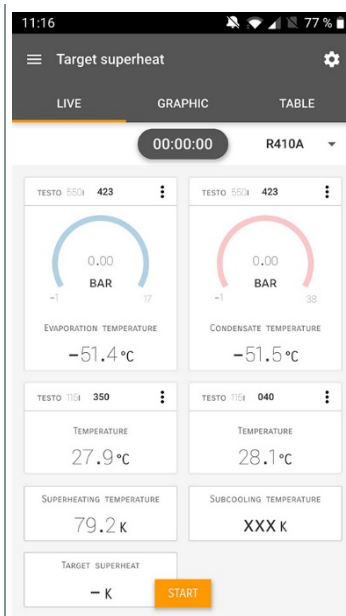 11:16 77 %
Target superheat
LIVE GRAPHIC TABLE
00:00:00 R410A
TESTO 550i 423 TESTO 550i 423
0.00 0.00
BAR BAR
-1 17 -1 38
EVAPORATION TEMPERATURE CONDENSATE TEMPERATURE
-51.4 °C -51.5 °C
TESTO 115i 350 TESTO 115i 040
TEMPERATURE TEMPERATURE
27.9 °C 28.1 °C
SUPERHEATING TEMPERATURE SUBCOOLING TEMPERATURE
79.2 K XXX K
TARGET SUPERHEAT
– K START